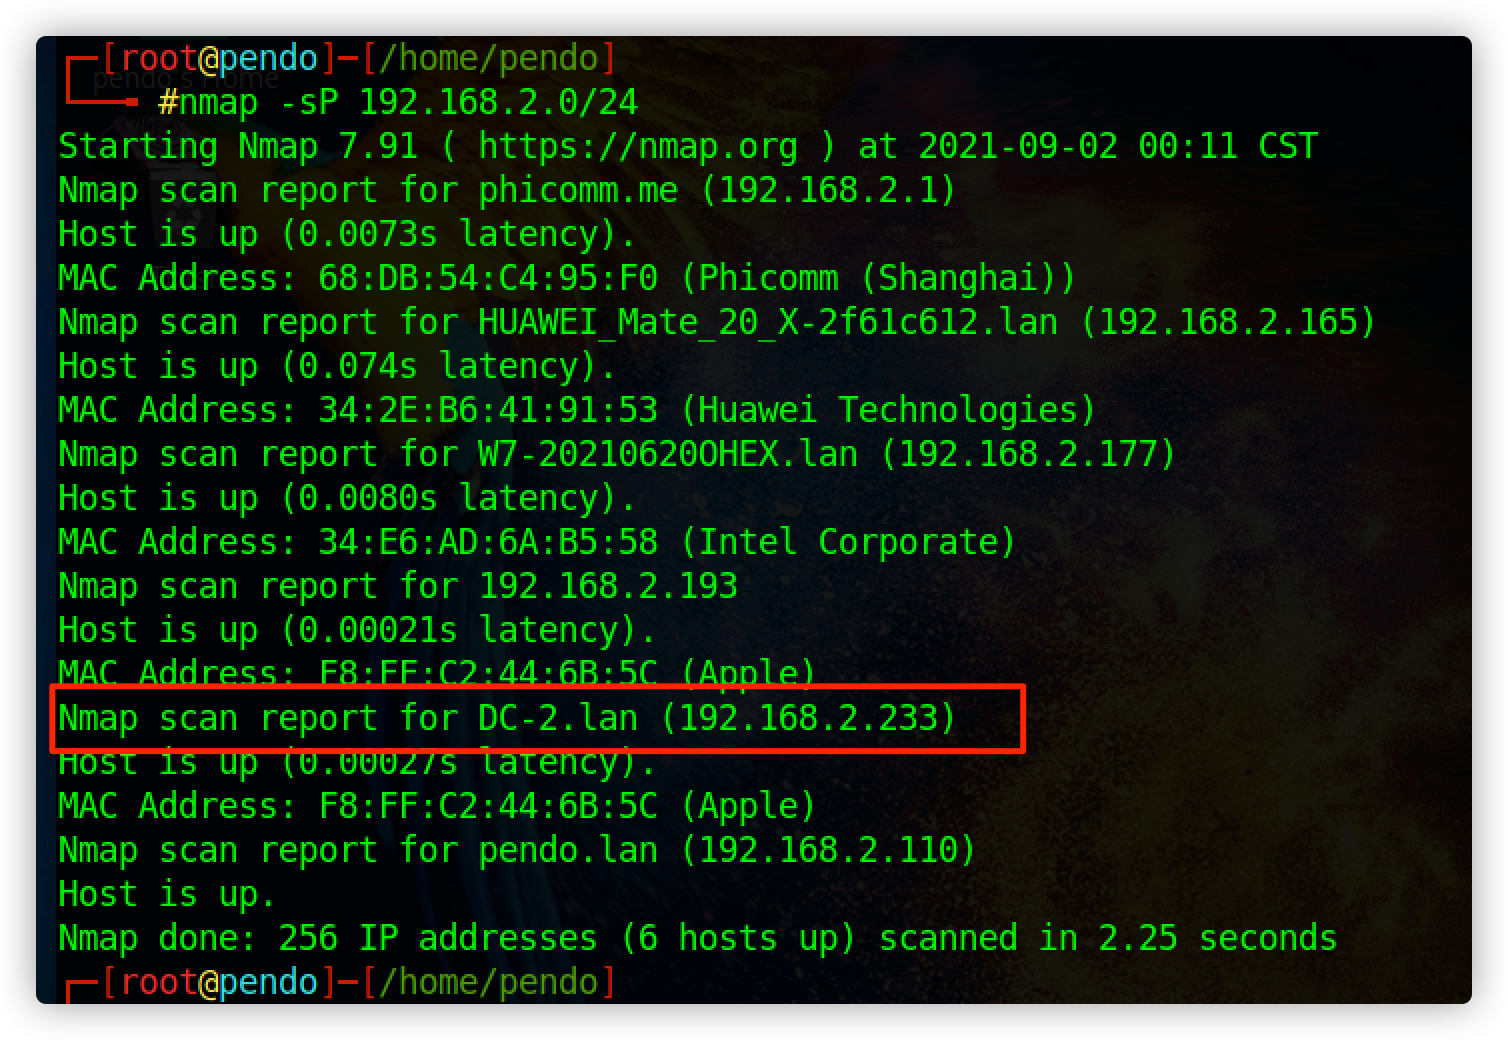 [root@pendo]-[/home/pendo]
pendo's Home
#nmap -sP 192.168.2.0/24
Starting Nmap 7.91 ( https://nmap.org ) at 2021-09-02 00:11 CST
Nmap scan report for phicomm.me (192.168.2.1)
Host is up (0.0073s latency).
MAC Address: 68:DB:54:C4:95:F0 (Phicomm (Shanghai))
Nmap scan report for HUAWEI_Mate_20_X-2f61c612.lan (192.168.2.165)
Host is up (0.074s latency).
MAC Address: 34:2E:B6:41:91:53 (Huawei Technologies)
Nmap scan report for W7-20210620OHEX.lan (192.168.2.177)
Host is up (0.0080s latency).
MAC Address: 34:E6:AD:6A:B5:58 (Intel Corporate)
Nmap scan report for 192.168.2.193
Host is up (0.00021s latency).
MAC Address: F8:FF:C2:44:6B:5C (Apple)
Nmap scan report for DC-2.lan (192.168.2.233)
Host is up (0.00027s latency).
MAC Address: F8:FF:C2:44:6B:5C (Apple)
Nmap scan report for pendo.lan (192.168.2.110)
Host is up.
Nmap done: 256 IP addresses (6 hosts up) scanned in 2.25 seconds
[root@pendo]-[/home/pendo]